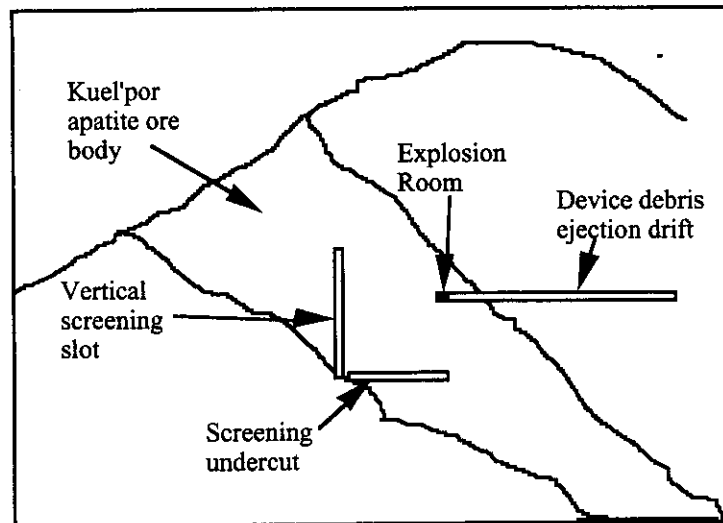 Kuel'por
apatite ore
body
Explosion
Room
Device debris
ejection drift
Vertical
screening
slot
Screening
undercut